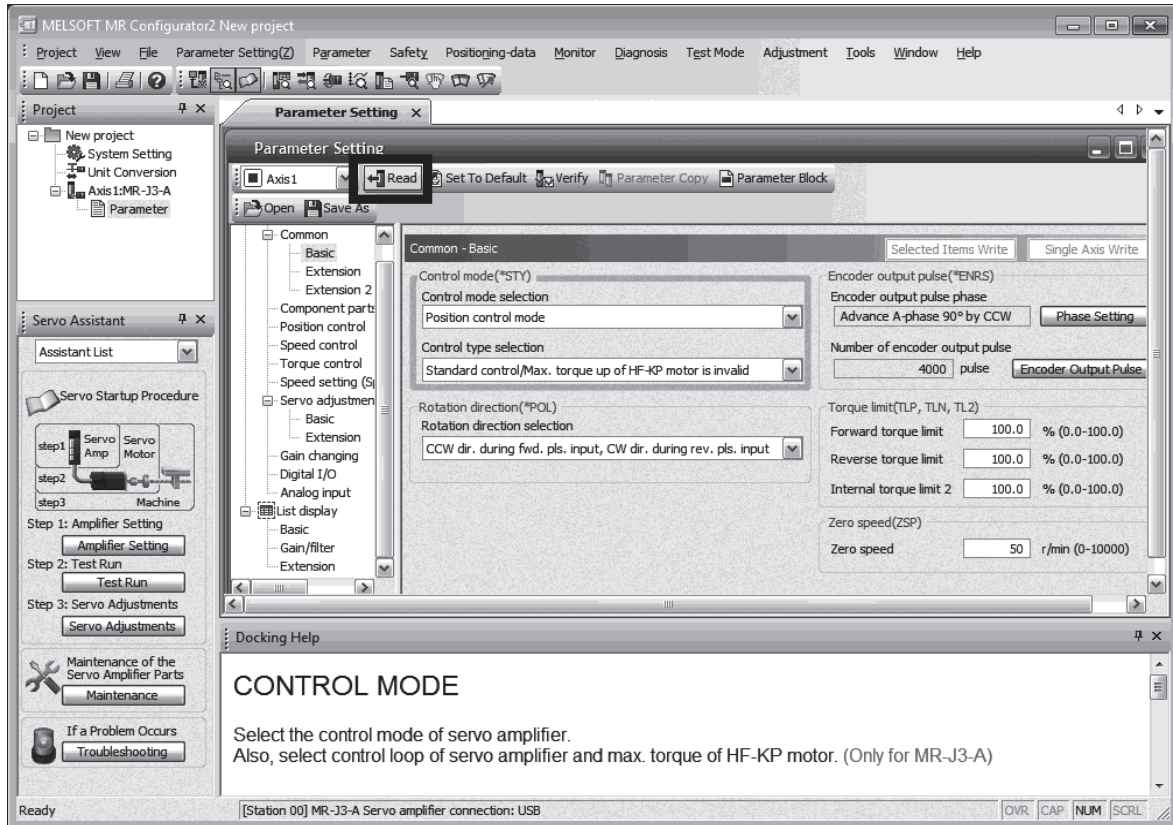 MELSOFT MR Configurator2 New project
Project View File Parameter Setting(Z) Parameter Safety Positioning-data Monitor Diagnosis Test Mode Adjustment Tools Window Help
Project
New project
System Setting
Unit Conversion
Axis1:MR-J3-A
Parameter
Servo Assistant
Assistant List
Servo Startup Procedure
step1
Servo Amp
Servo Motor
step2
step3
Machine
Step 1: Amplifier Setting
Amplifier Setting
Step 2: Test Run
Test Run
Step 3: Servo Adjustments
Servo Adjustments
Maintenance of the
Servo Amplifier Parts
Maintenance
If a Problem Occurs
Troubleshooting
Parameter Setting
Parameter Setting
Axis1 Read Set To Default Verify Parameter Copy Parameter Block
Open Save As
Common
Basic
Extension
Extension 2
Component parts
Position control
Speed control
Torque control
Speed setting (S
Servo adjustmen
Basic
Extension
Gain changing
Digital I/O
Analog input
List display
Basic
Gain/filter
Extension
Common - Basic
Selected Items Write Single Axis Write
Control mode(*STY)
Control mode selection
Position control mode
Control type selection
Standard control/Max. torque up of HF-KP motor is invalid
Rotation direction(*POL)
Rotation direction selection
CCW dir. during fwd. pls. input, CW dir. during rev. pls. input
Encoder output pulse(*ENRS)
Encoder output pulse phase
Advance A-phase 90° by CCW Phase Setting
Number of encoder output pulse
4000 pulse Encoder Output Pulse
Torque limit(TLP, TLN, TL2)
Forward torque limit 100.0 % (0.0-100.0)
Reverse torque limit 100.0 % (0.0-100.0)
Internal torque limit 2 100.0 % (0.0-100.0)
Zero speed(ZSP)
Zero speed 50 r/min (0-10000)
Docking Help
CONTROL MODE
Select the control mode of servo amplifier.
Also, select control loop of servo amplifier and max. torque of HF-KP motor. (Only for MR-J3-A)
Ready
[Station 00] MR-J3-A Servo amplifier connection: USB
OVR CAP NUM SCRL